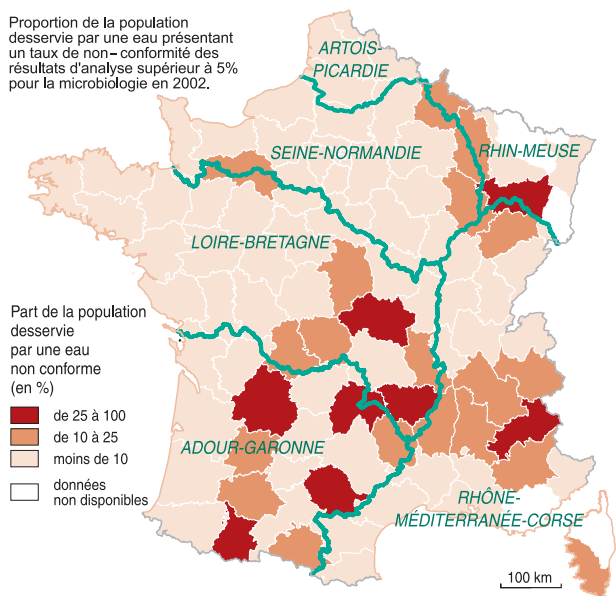 Proportion de la population
desservie par une eau présentant
un taux de non-conformité des
résultats d'analyse supérieur à 5%
pour la microbiologie en 2002.
ARTOIS-
PICARDIE
SEINE-NORMANDIE
RHIN-MEUSE
LOIRE-BRETAGNE
Part de la population
desservie
par une eau
non conforme
(en %)
de 25 à 100
de 10 à 25
moins de 10
données
non disponibles
ADOUR-GARONNE
RHÔNE-
MÉDITERRANÉE-CORSE
100 km